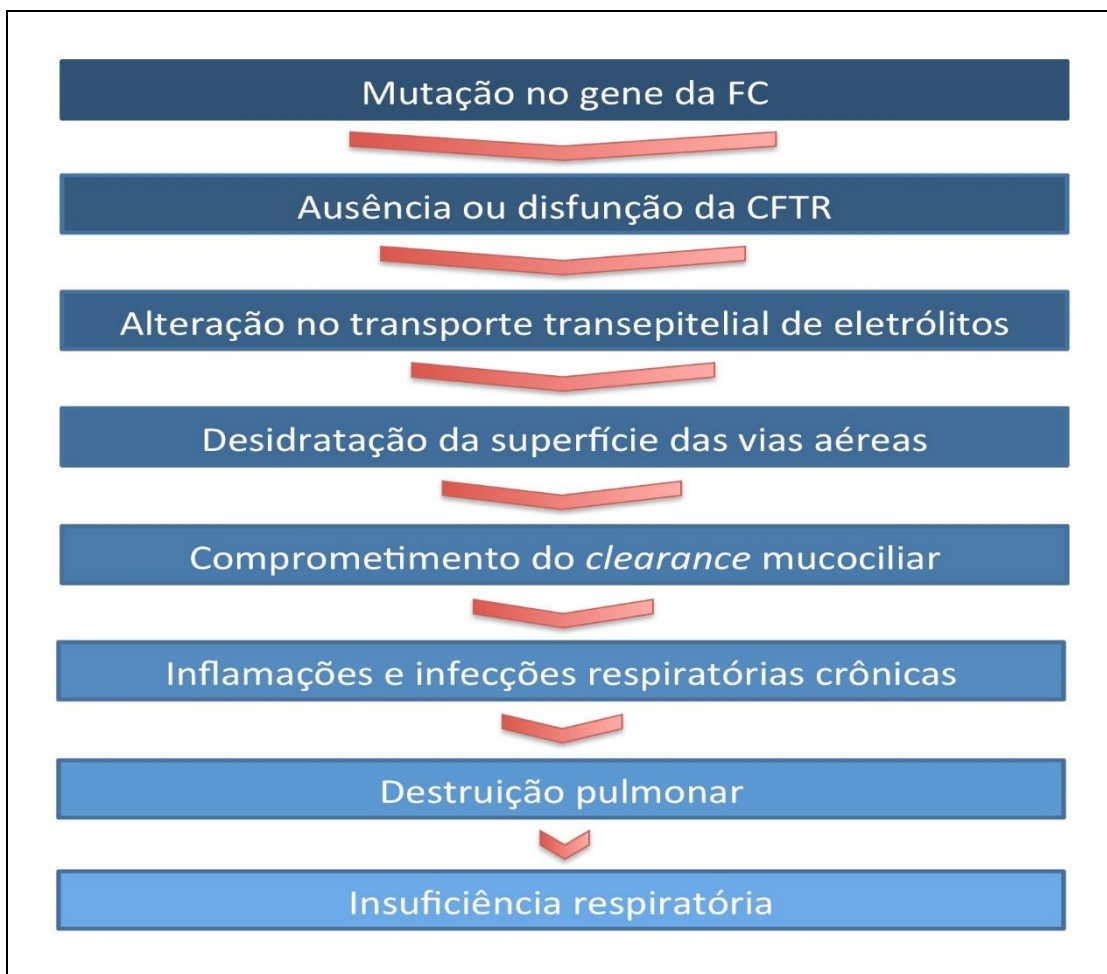 Mutação no gene da FC
Ausência ou disfunção da CFTR
Alteração no transporte transepitelial de eletrólitos
Desidratação da superfície das vias aéreas
Comprometimento do clearance mucociliar
Inflamações e infecções respiratórias crônicas
Destruição pulmonar
Insuficiência respiratória